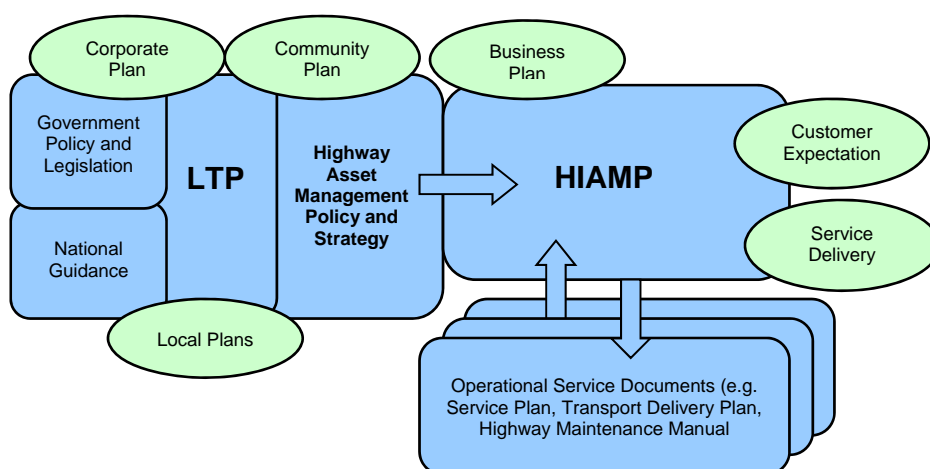 Corporate
Plan
Community
Plan
Business
Plan
Government
Policy and
Legislation
LTP
Highway
Asset
Management
Policy and
Strategy
HIAMP
Customer
Expectation
National
Guidance
Service
Delivery
Local Plans
Operational Service Documents (e.g.
Service Plan, Transport Delivery Plan,
Highway Maintenance Manual